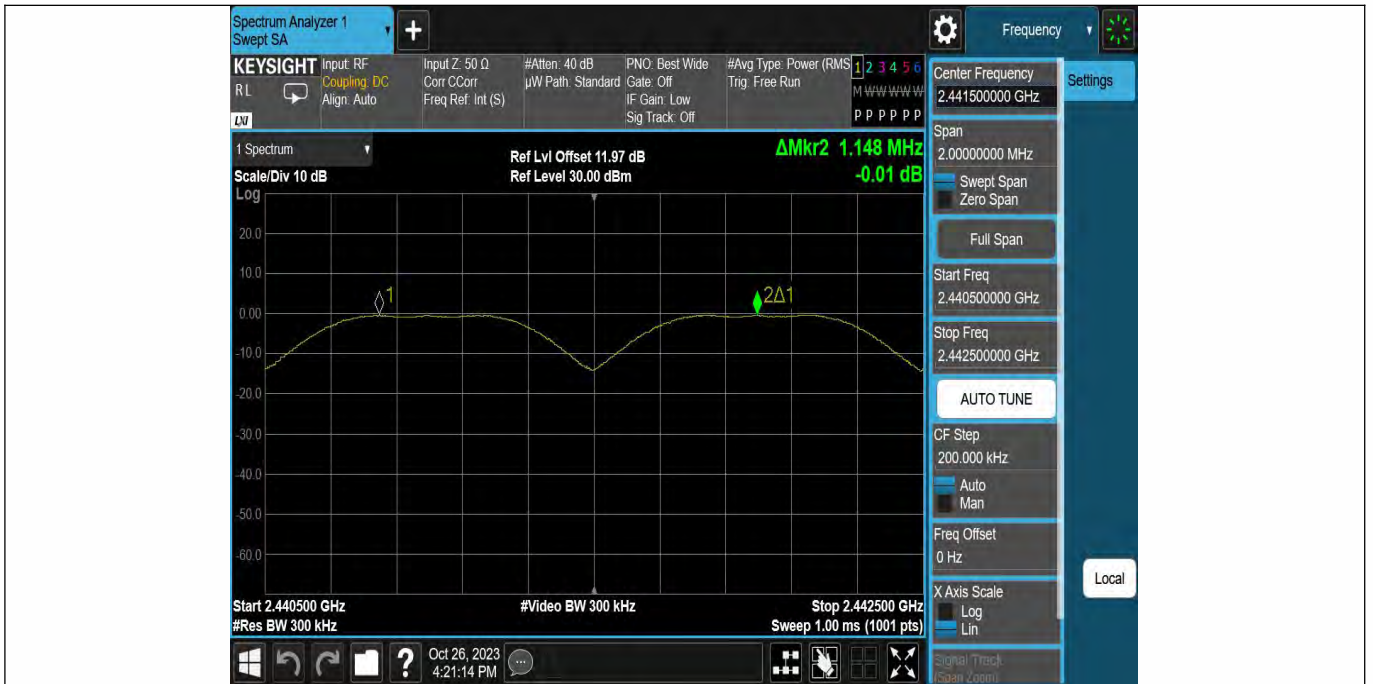 Spectrum Analyzer 1
Swept SA
+
Frequency
KEYSIGHT
RL
LXI
Input: RF
Coupling: DC
Align: Auto
Input Z: 50 Ω
Corr CCorr
Freq Ref: Int (S)
#Atten: 40 dB
µW Path: Standard
PNO: Best Wide
Gate: Off
IF Gain: Low
Sig Track: Off
#Avg Type: Power (RMS
Trig: Free Run
1 2 3 4 5 6
M W W W W W
P P P P P P
1 Spectrum
Scale/Div 10 dB
Ref Lvl Offset 11.97 dB
Ref Level 30.00 dBm
ΔMkr2 1.148 MHz
-0.01 dB
Log
20.0
10.0
0.00
-10.0
-20.0
-30.0
-40.0
-50.0
-60.0
1
2Δ1
Start 2.440500 GHz
#Res BW 300 kHz
#Video BW 300 kHz
Stop 2.442500 GHz
Sweep 1.00 ms (1001 pts)
Center Frequency
2.441500000 GHz
Settings
Span
2.00000000 MHz
Swept Span
Zero Span
Full Span
Start Freq
2.440500000 GHz
Stop Freq
2.442500000 GHz
AUTO TUNE
CF Step
200.000 kHz
Auto
Man
Freq Offset
0 Hz
X Axis Scale
Log
Lin
Signal Track
(Span Zoom)
Local
?
Oct 26, 2023
4:21:14 PM